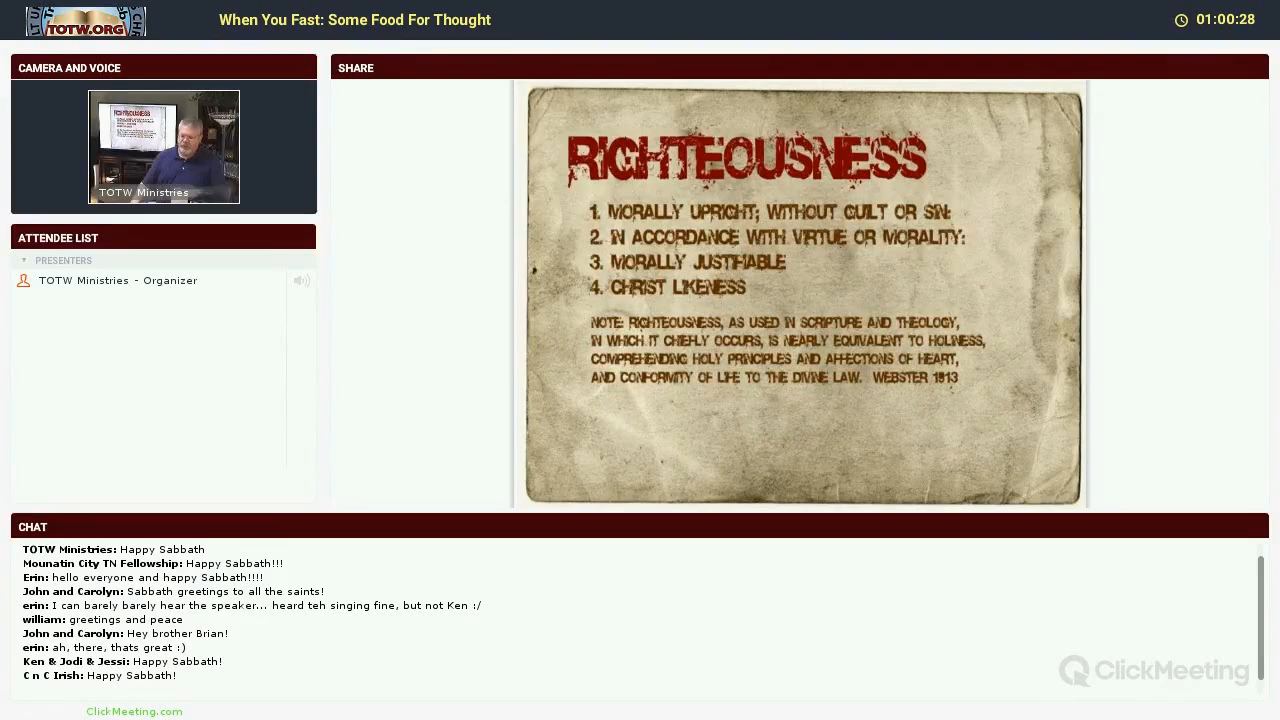 TOTW.ORG
When You Fast: Some Food For Thought
01:00:28
CAMERA AND VOICE
RIGHTEOUSNESS
TOTW Ministries
ATTENDEE LIST
PRESENTERS
TOTW Ministries - Organizer
SHARE
RIGHTEOUSNESS
1. MORALLY UPRIGHT; WITHOUT GUILT OR SIN:
2. IN ACCORDANCE WITH VIRTUE OR MORALITY:
3. MORALLY JUSTIFIABLE
4. CHRIST LIKENESS
NOTE: RIGHTEOUSNESS, AS USED IN SCRIPTURE AND THEOLOGY,
IN WHICH IT CHIEFLY OCCURS, IS NEARLY EQUIVALENT TO HOLINESS,
COMPREHENDING HOLY PRINCIPLES AND AFFECTIONS OF HEART,
AND CONFORMITY OF LIFE TO THE DIVINE LAW. WEBSTER 1913
CHAT
TOTW Ministries: Happy Sabbath
Mounatin City TN Fellowship: Happy Sabbath!!!
Erin: hello everyone and happy Sabbath!!!!
John and Carolyn: Sabbath greetings to all the saints!
erin: I can barely barely hear the speaker... heard teh singing fine, but not Ken :/
william: greetings and peace
John and Carolyn: Hey brother Brian!
erin: ah, there, thats great :)
Ken & Jodi & Jessi: Happy Sabbath!
C n C Irish: Happy Sabbath!
ClickMeeting
ClickMeeting.com